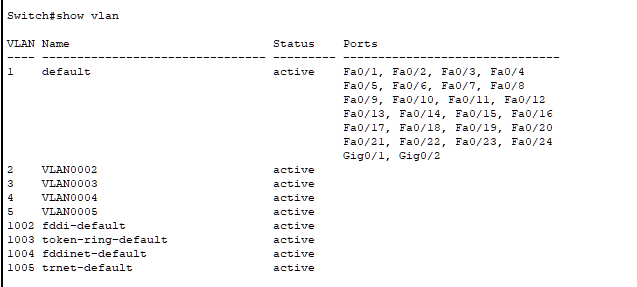 Switch#show vlan
VLAN Name                             Status    Ports
---- -------------------------------- --------- -------------------------------
1    default                          active    Fa0/1, Fa0/2, Fa0/3, Fa0/4
                                                Fa0/5, Fa0/6, Fa0/7, Fa0/8
                                                Fa0/9, Fa0/10, Fa0/11, Fa0/12
                                                Fa0/13, Fa0/14, Fa0/15, Fa0/16
                                                Fa0/17, Fa0/18, Fa0/19, Fa0/20
                                                Fa0/21, Fa0/22, Fa0/23, Fa0/24
                                                Gig0/1, Gig0/2
2    VLAN0002                         active
3    VLAN0003                         active
4    VLAN0004                         active
5    VLAN0005                         active
1002 fddi-default                     active
1003 token-ring-default               active
1004 fddinet-default                  active
1005 trnet-default                    active